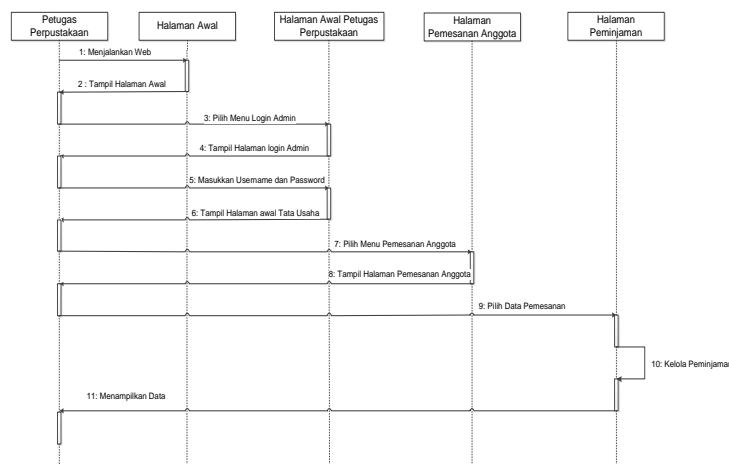 Petugas
Perpustakaan
Halaman Awal
Halaman Awal Petugas
Perpustakaan
Halaman
Pemesanan Anggota
Halaman
Peminjaman
1: Menjalankan Web
2 : Tampil Halaman Awal
3: Pilih Menu Login Admin
4: Tampil Halaman login Admin
5: Masukkan Username dan Password
6: Tampil Halaman awal Tata Usaha
7: Pilih Menu Pemesanan Anggota
8: Tampil Halaman Pemesanan Anggota
9: Pilih Data Pemesanan
10: Kelola Peminjaman
11: Menampilkan Data